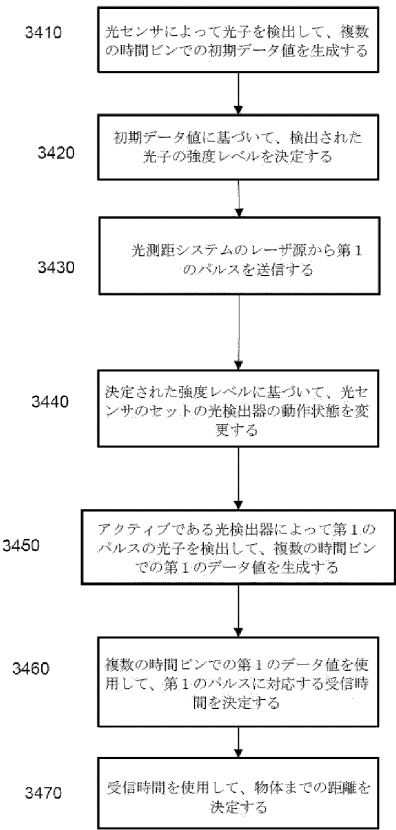 3410
光センサによって光子を検出して、複数
の時間ビンでの初期データ値を生成する
3420
初期データ値に基づいて、検出された
光子の強度レベルを決定する
3430
光測距システムのレーザ源から第１
のパルスを送信する
3440
決定された強度レベルに基づいて、光セ
ンサのセットの光検出器の動作状態を変
更する
3450
アクティブである光検出器によって第１の
パルスの光子を検出して、複数の時間ビン
での第１のデータ値を生成する
3460
複数の時間ビンでの第１のデータ値を使
用して、第１のパルスに対応する受信時
間を決定する
3470
受信時間を使用して、物体までの距離を
決定する